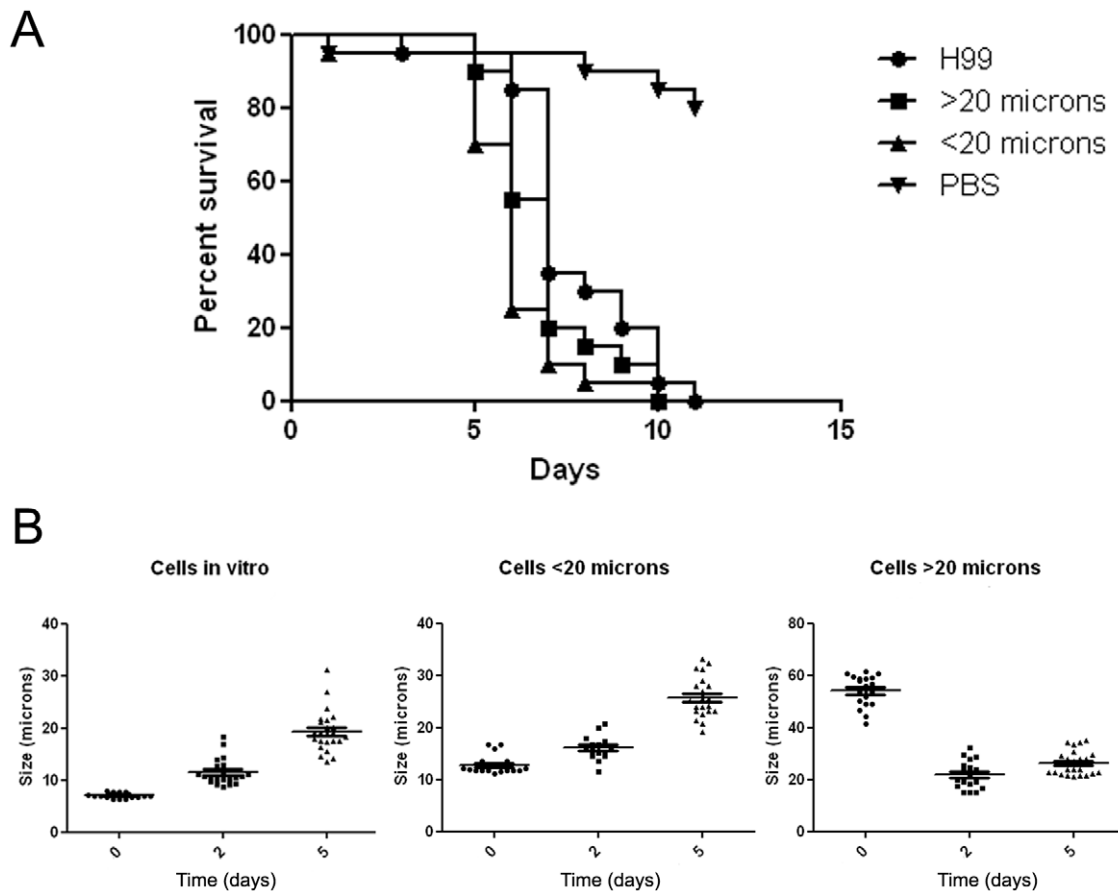 A
Percent survival
100
80
60
40
20
0
0 5 10 15
Days
H99
>20 microns
<20 microns
PBS
B
Cells in vitro
Size (microns)
40
30
20
10
0
0 2 5
Time (days)
Cells <20 microns
Size (microns)
40
30
20
10
0
0 2 5
Time (days)
Cells >20 microns
Size (microns)
80
60
40
20
0
0 2 5
Time (days)